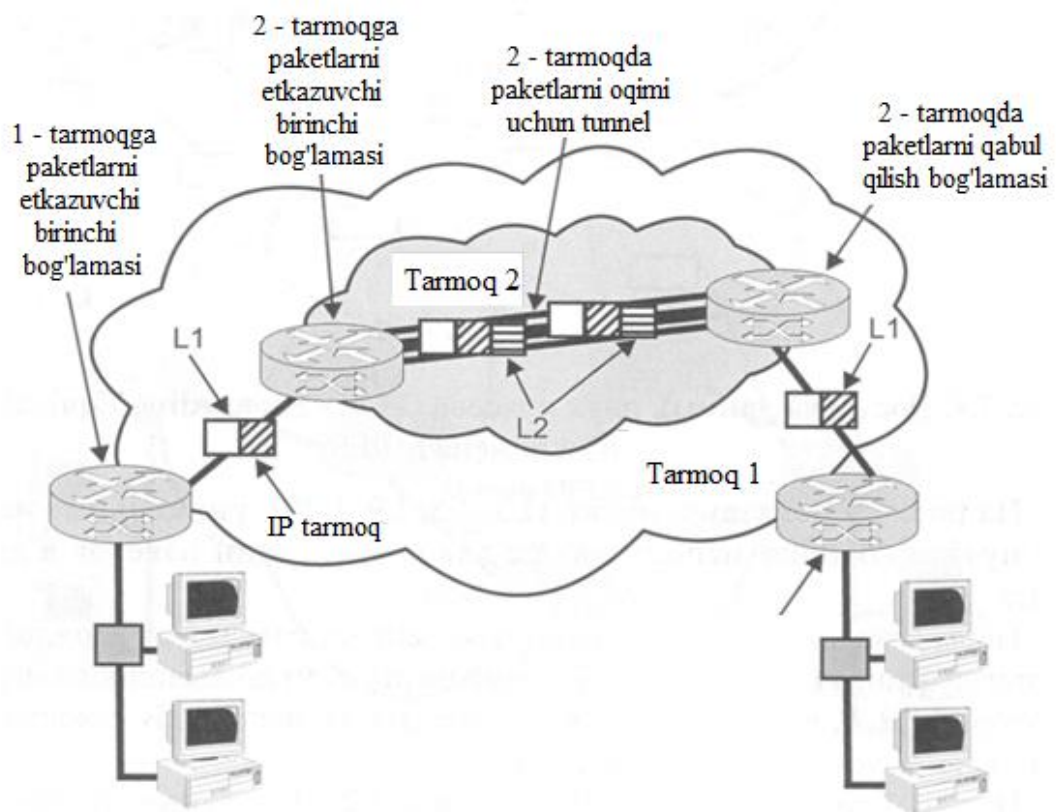 2 - tarmoqga
paketlarni
etkazuvchi
birinchi
bog'lamasi
2 - tarmoqda
paketlarni oqimi
uchun tunnel
1 - tarmoqga
paketlarni
etkazuvchi
birinchi
bog'lamasi
2 - tarmoqda
paketlarni qabul
qilish bog'lamasi
Tarmoq 2
L1
L1
L2
Tarmoq 1
IP tarmoq